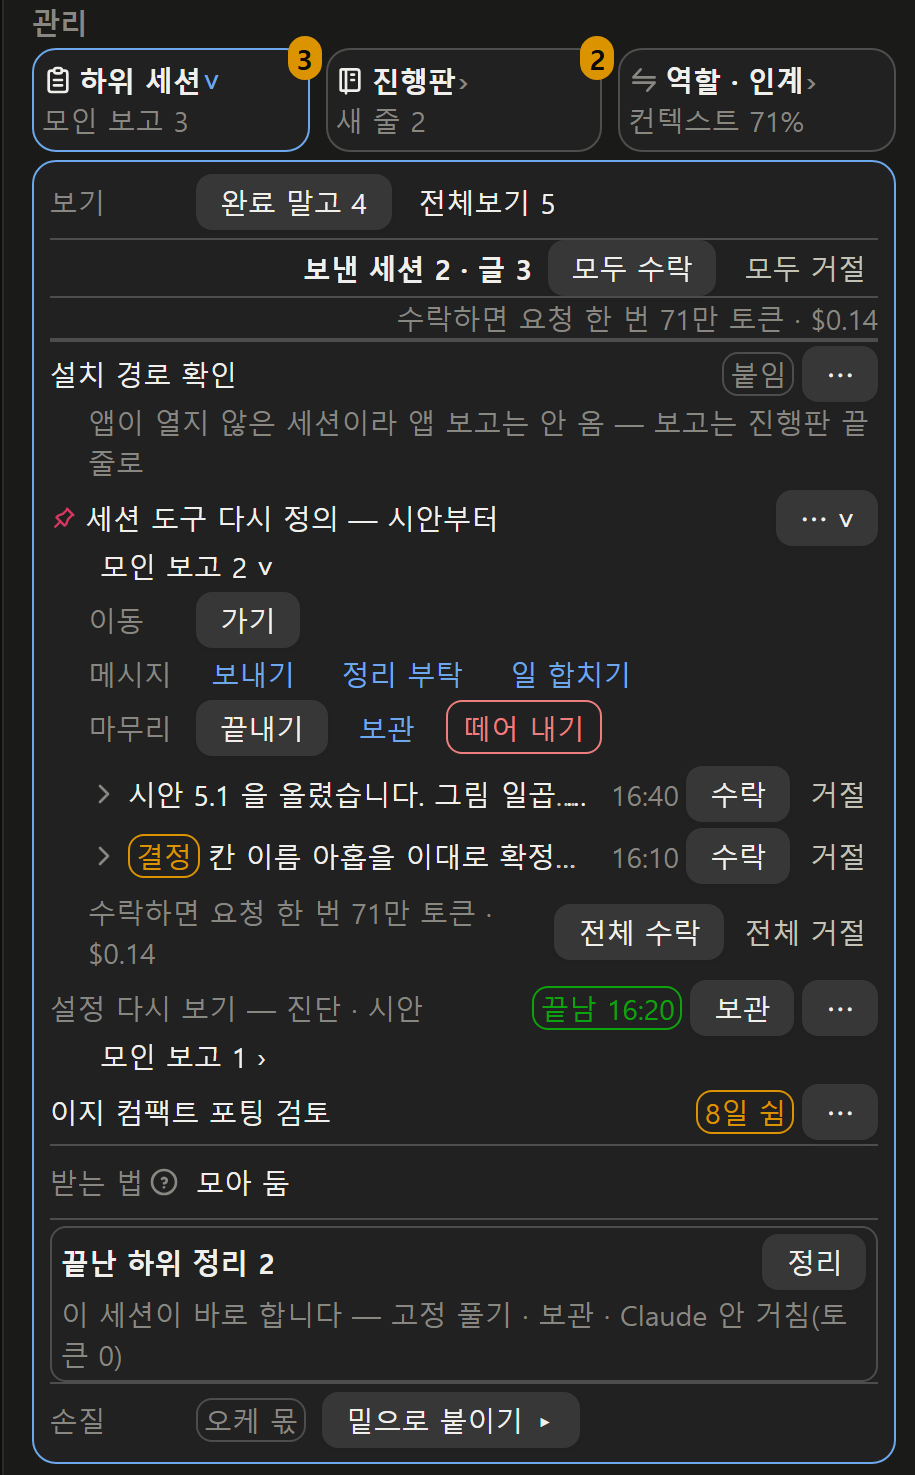 관리
하위 세션 ˅ 3
모인 보고 3
진행판 › 2
새 줄 2
역할 · 인계 ›
컨텍스트 71%
보기 완료 말고 4 전체보기 5
보낸 세션 2 · 글 3 모두 수락 모두 거절
수락하면 요청 한 번 71만 토큰 · $0.14
설치 경로 확인 붙임 ···
앱이 열지 않은 세션이라 앱 보고는 안 옴 — 보고는 진행판 끝
줄로
세션 도구 다시 정의 — 시안부터 ··· ˅
모인 보고 2 ˅
이동 가기
메시지 보내기 정리 부탁 일 합치기
마무리 끝내기 보관 떼어 내기
시안 5.1 을 올렸습니다. 그림 일곱…… 16:40 수락 거절
결정 칸 이름 아홉을 이대로 확정... 16:10 수락 거절
수락하면 요청 한 번 71만 토큰 ·
$0.14
전체 수락 전체 거절
설정 다시 보기 — 진단 · 시안 끝남 16:20 보관 ···
모인 보고 1 ›
이지 컴팩트 포팅 검토 8일 쉼 ···
받는 법 ? 모아 둠
끝난 하위 정리 2 정리
이 세션이 바로 합니다 — 고정 풀기 · 보관 · Claude 안 거침(토
큰 0)
손질 오케 몫 밑으로 붙이기 ▸